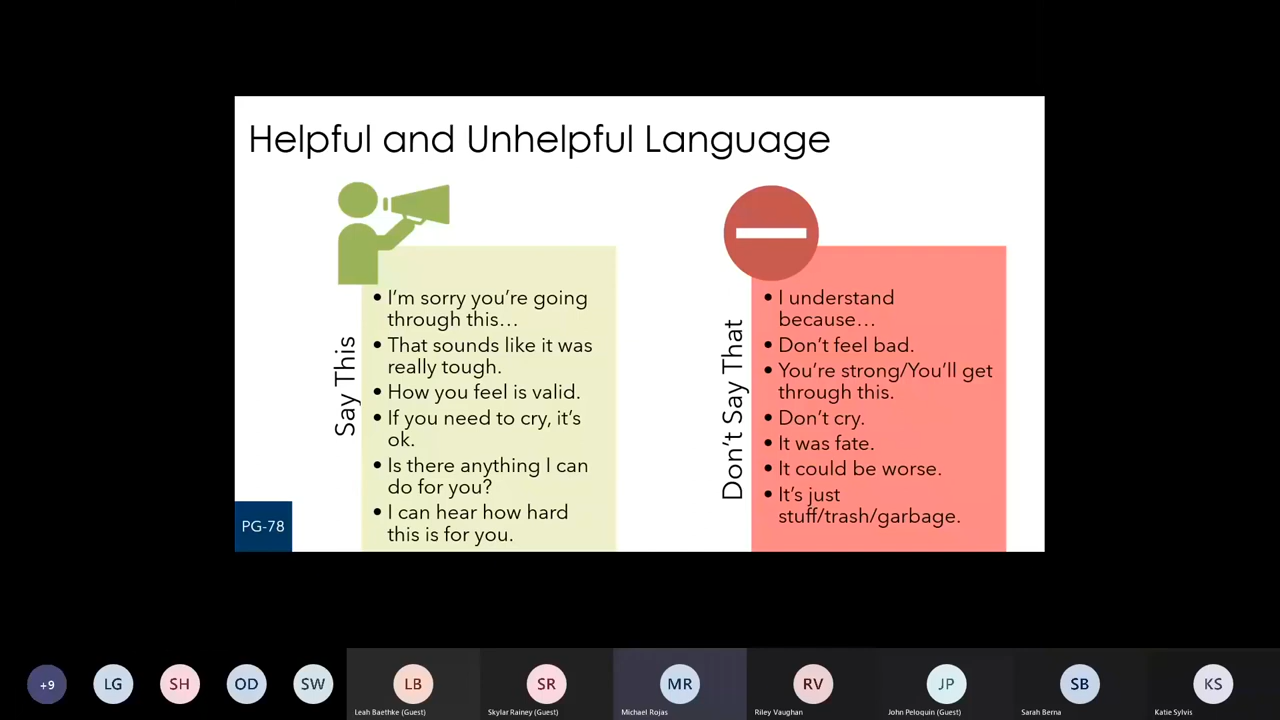 Helpful and Unhelpful Language
Say This
• I'm sorry you're going
through this...
• That sounds like it was
really tough.
• How you feel is valid.
• If you need to cry, it's
ok.
• Is there anything I can
do for you?
• I can hear how hard
this is for you.
Don't Say That
• I understand
because...
• Don't feel bad.
• You're strong/You'll get
through this.
• Don't cry.
• It was fate.
• It could be worse.
• It's just
stuff/trash/garbage.
PG-78
+9
LG
SH
OD
SW
LB
Leah Baethke (Guest)
SR
Skylar Rainey (Guest)
MR
Michael Rojas
RV
Riley Vaughan
JP
John Peloquin (Guest)
SB
Sarah Berna
KS
Katie Sylvis